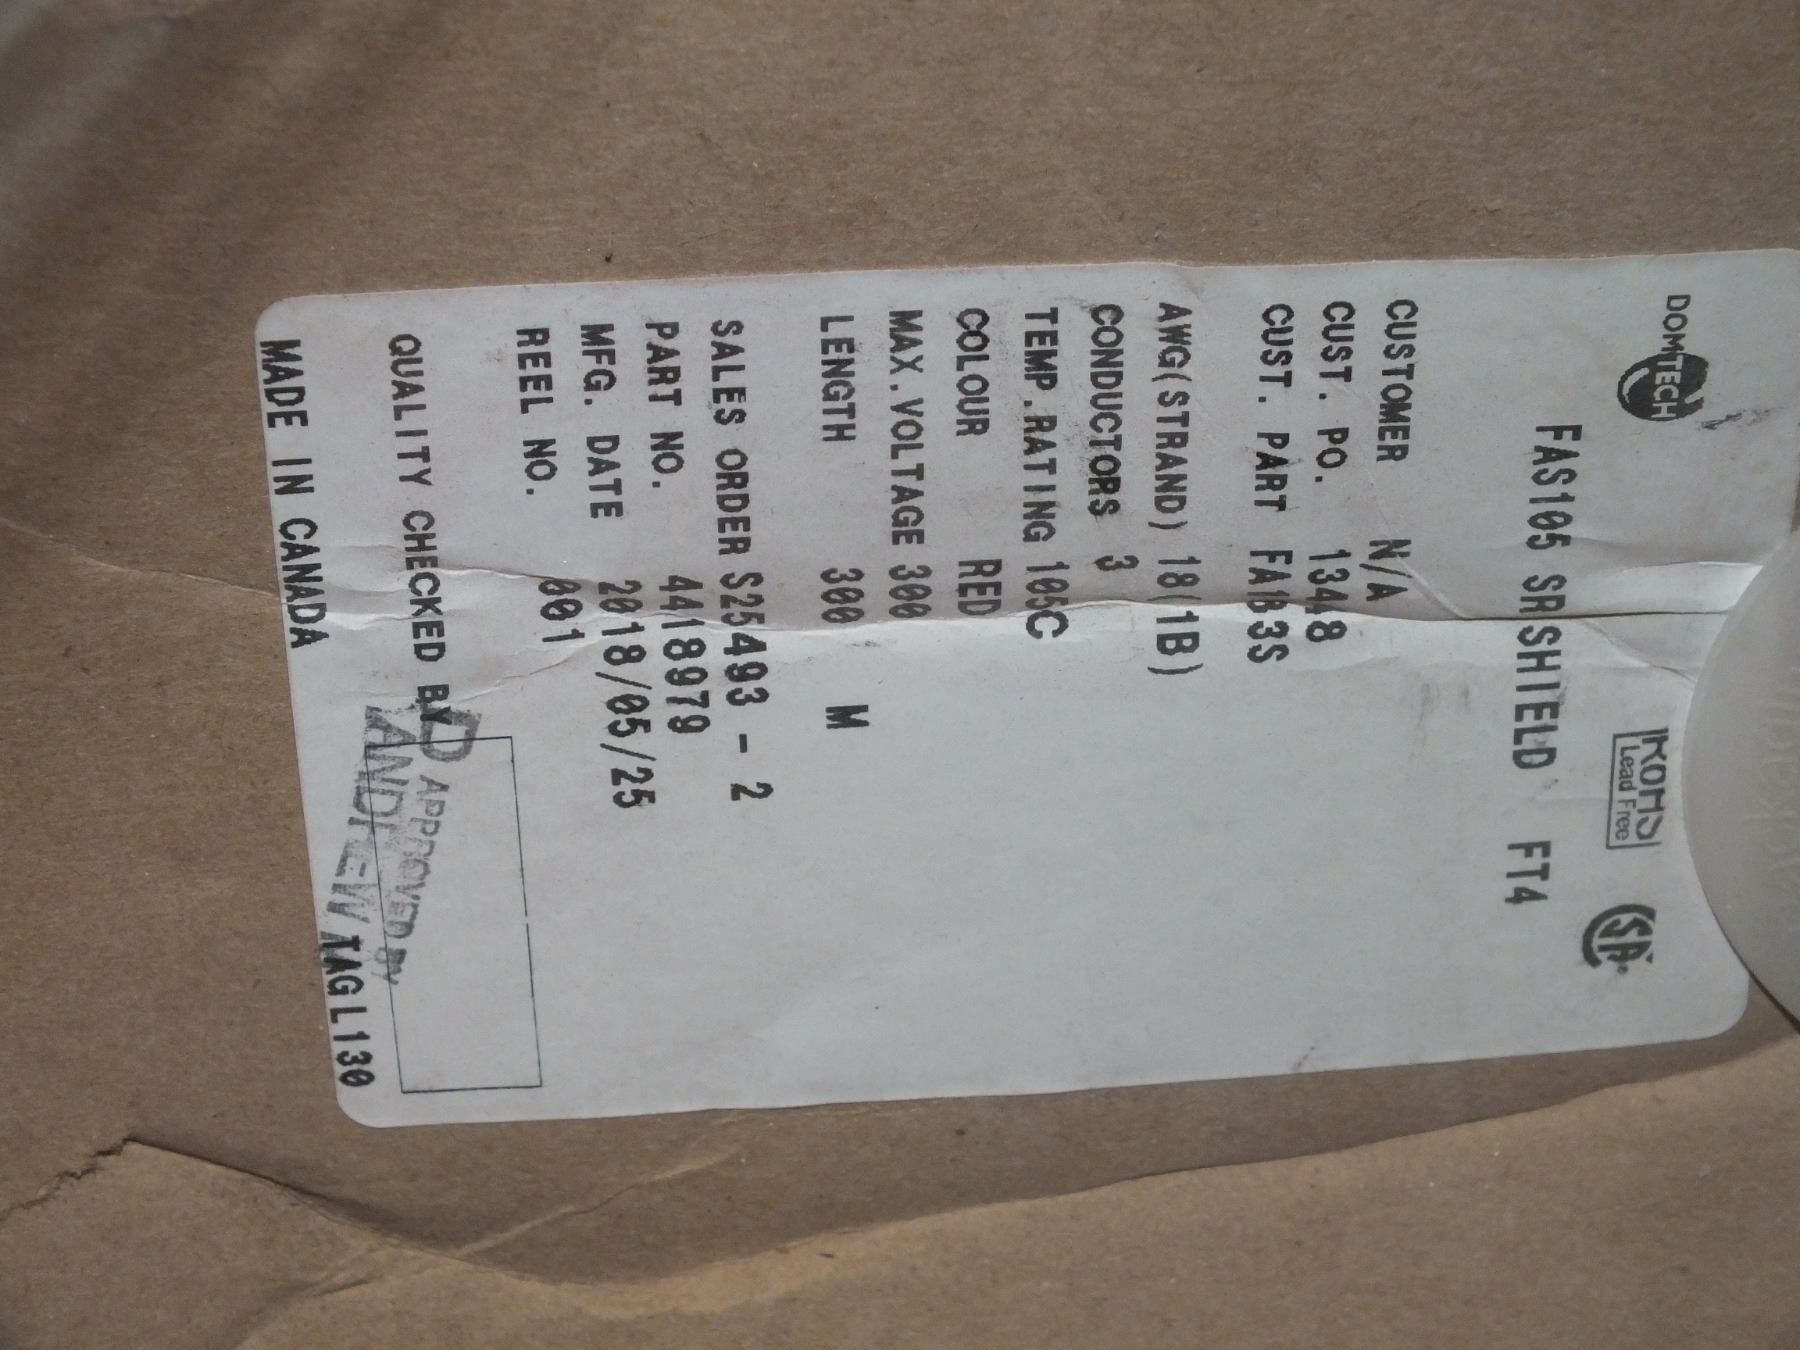 DOMTECH
ROHS
Lead Free
CSA
FAS105 SR SHIELD FT4
CUSTOMER N/A
CUST. PO. 1348
CUST. PART FA183S
AWG(STRAND) 18(1B)
CONDUCTORS 3
TEMP.RATING 105C
COLOUR RED
MAX.VOLTAGE 300
LENGTH 300 M
SALES ORDER S25493 - 2
PART NO. 4418979
MFG. DATE 2018/05/25
REEL NO. 001
QUALITY CHECKED BY
APPROVED BY
ANDREW
MADE IN CANADA TAGL130